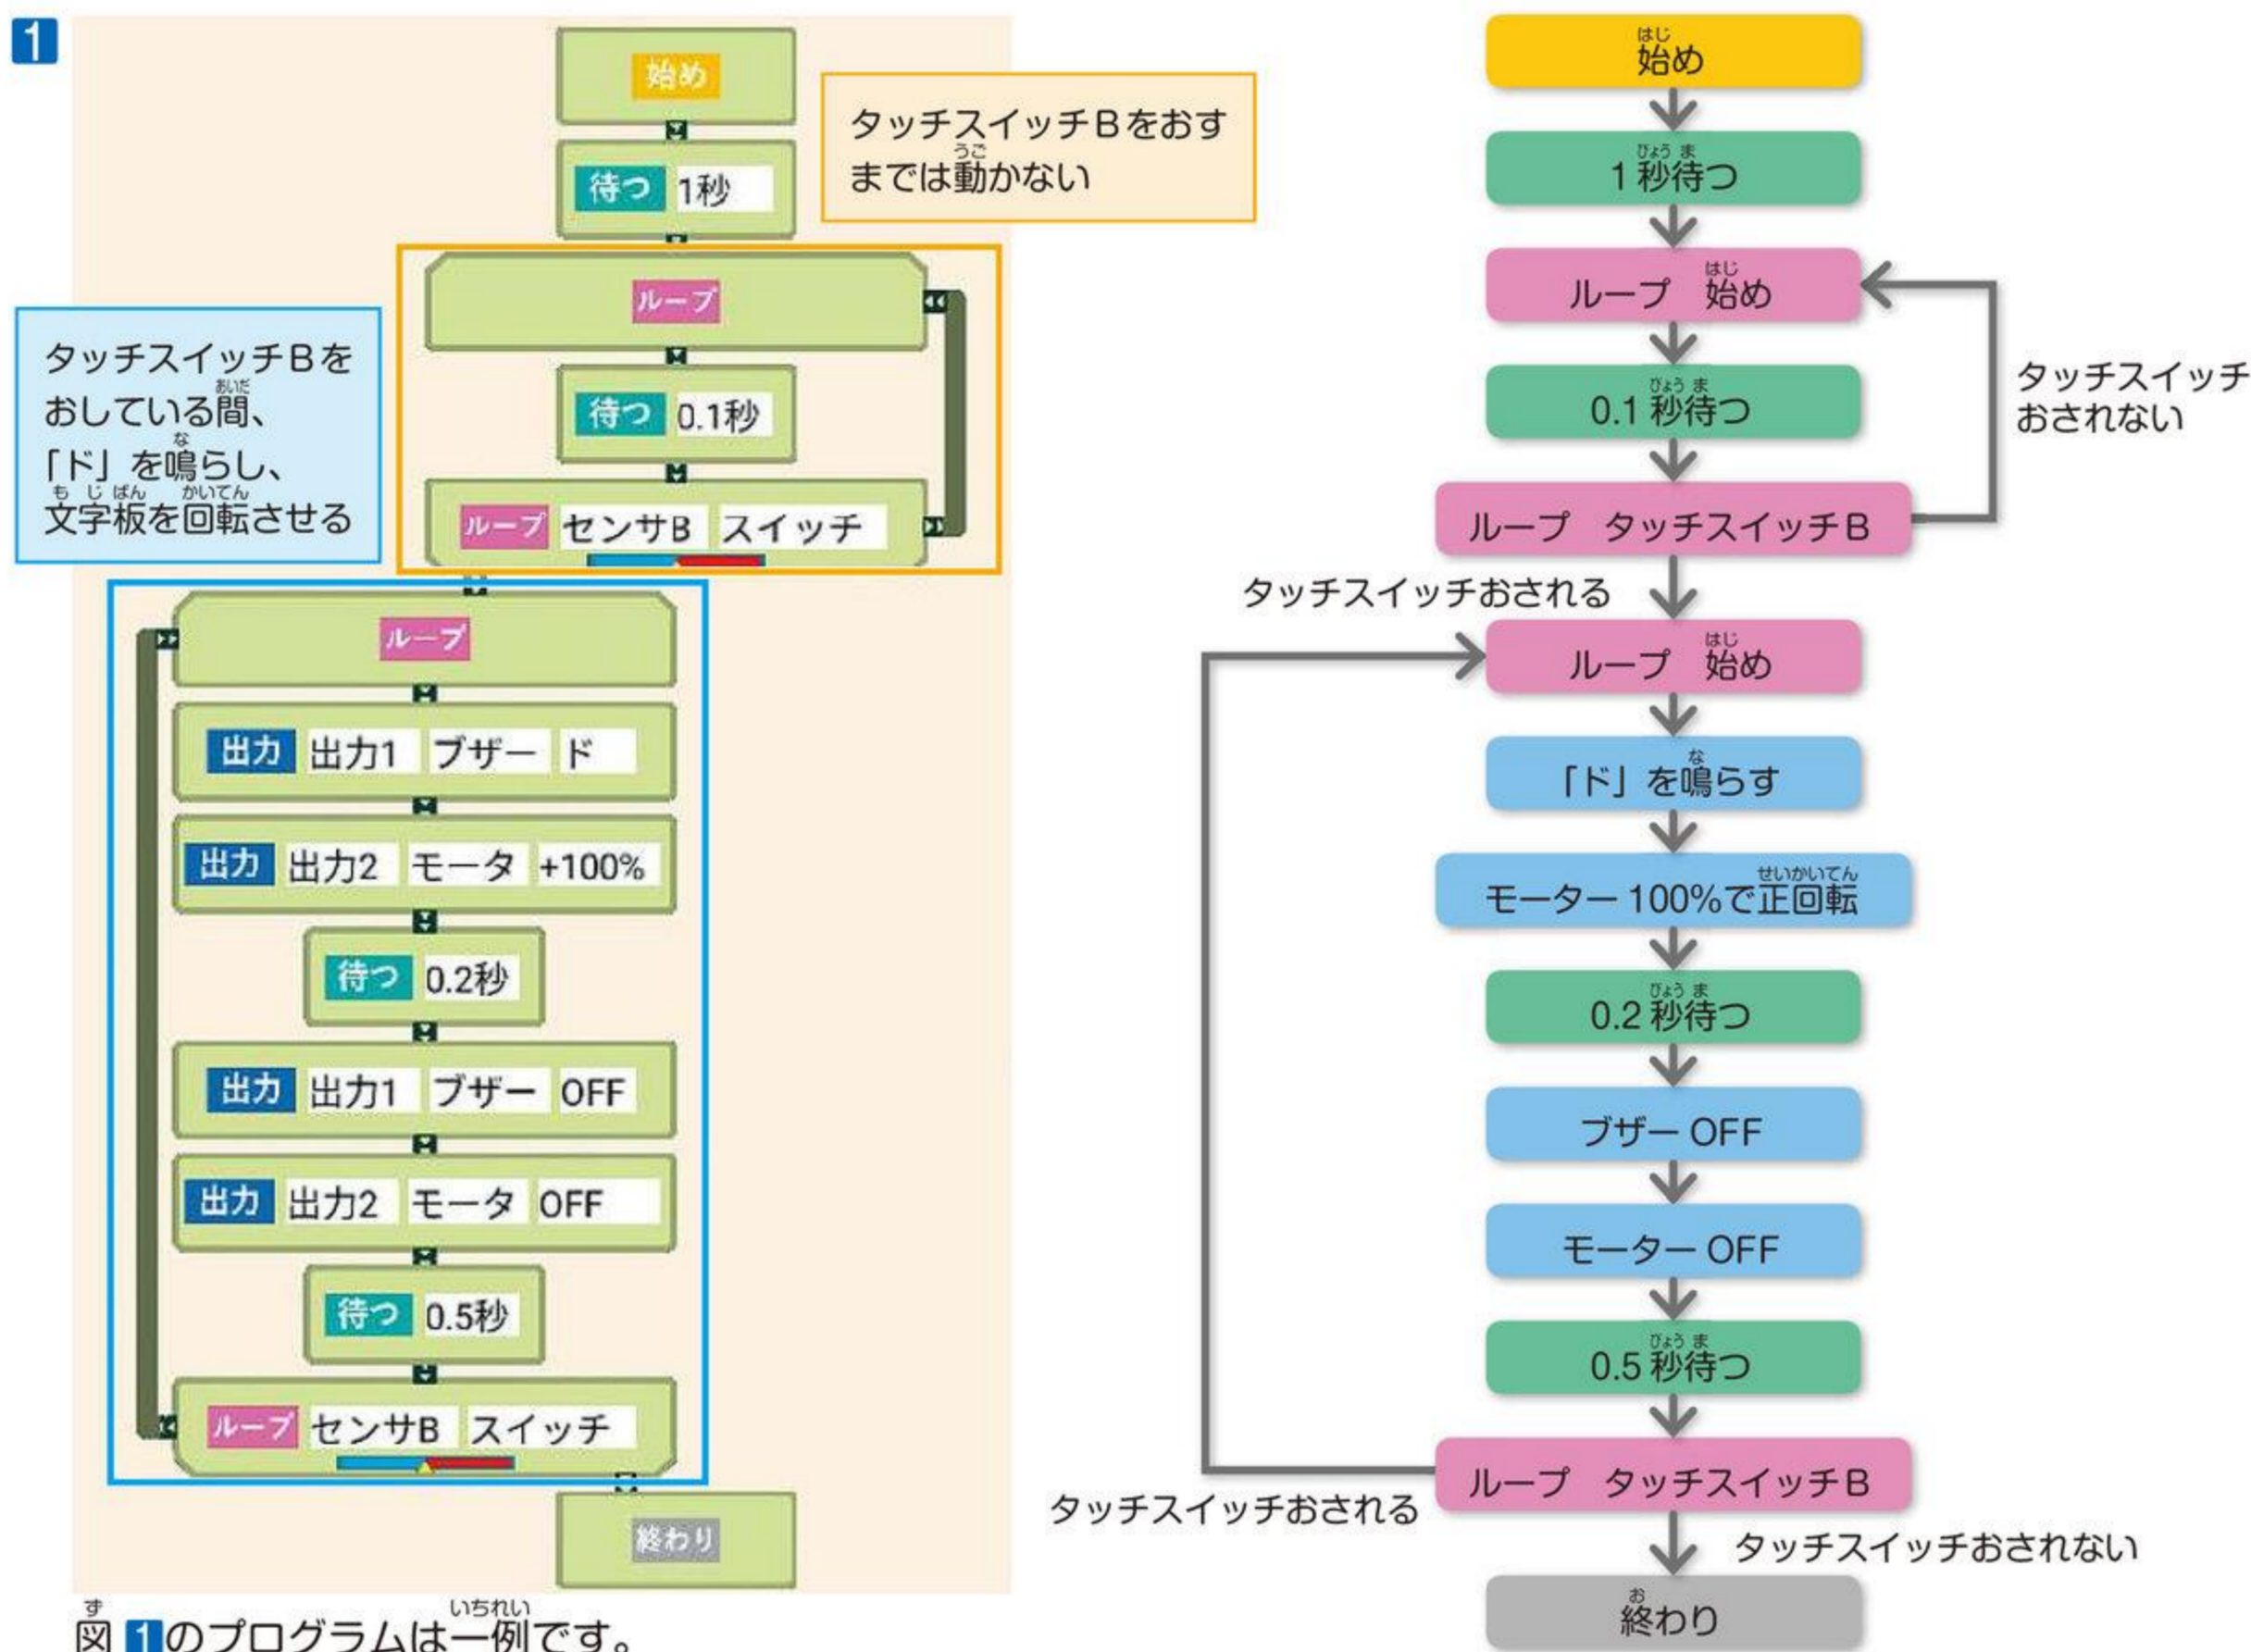 1
始め
待つ 1秒
タッチスイッチBをおす
までは動かない
ループ
待つ 0.1秒
ループ センサB スイッチ
タッチスイッチBを
おしている間、
「ド」を鳴らし、
文字板を回転させる
ループ
出力 出力1 ブザー ド
出力 出力2 モータ +100%
待つ 0.2秒
出力 出力1 ブザー OFF
出力 出力2 モータ OFF
待つ 0.5秒
ループ センサB スイッチ
終わり
図1のプログラムは一例です。
始め
1秒待つ
ループ 始め
0.1秒待つ
タッチスイッチ
おされない
ループ タッチスイッチB
タッチスイッチおされる
ループ 始め
「ド」を鳴らす
モーター100%で正回転
0.2秒待つ
ブザーOFF
モーターOFF
0.5秒待つ
ループ タッチスイッチB
タッチスイッチおされる
タッチスイッチおされない
終わり